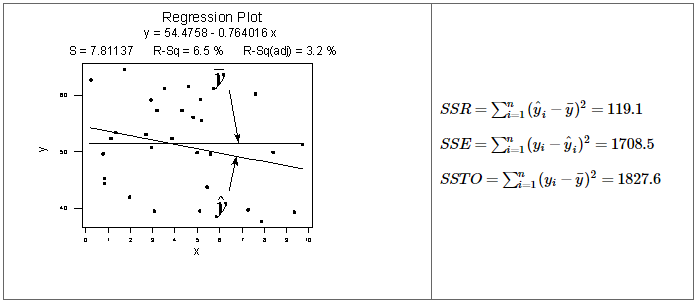 Regression Plot
y = 54.4758 - 0.764016 x
S = 7.81137 R-Sq = 6.5 % R-Sq(adj) = 3.2 %
ȳ
60
50
40
y
ŷ
0 1 2 3 4 5 6 7 8 9 10
x
SSR = ∑ⁿᵢ₌₁(ŷᵢ − ȳ)² = 119.1
SSE = ∑ⁿᵢ₌₁(yᵢ − ŷᵢ)² = 1708.5
SSTO = ∑ⁿᵢ₌₁(yᵢ − ȳ)² = 1827.6